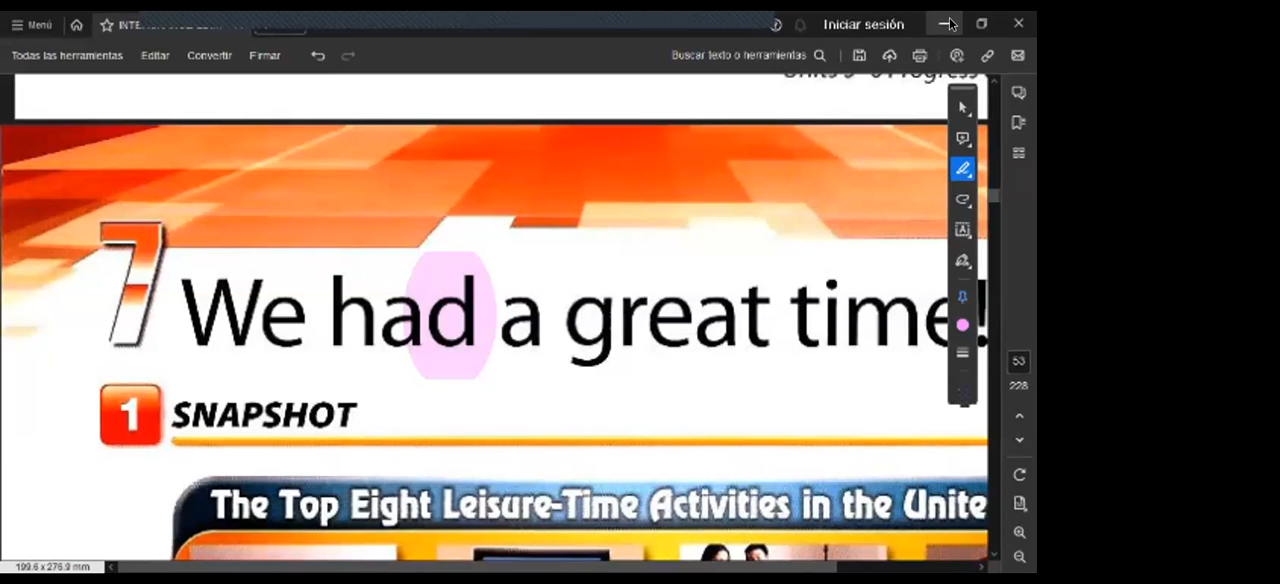 Menú
Iniciar sesión
Todas las herramientas Editar Convertir Firmar Buscar texto o herramientas
7 We had a great time!
1 SNAPSHOT
The Top Eight Leisure-Time Activities in the Unite
53
228
199.6 x 276.9 mm